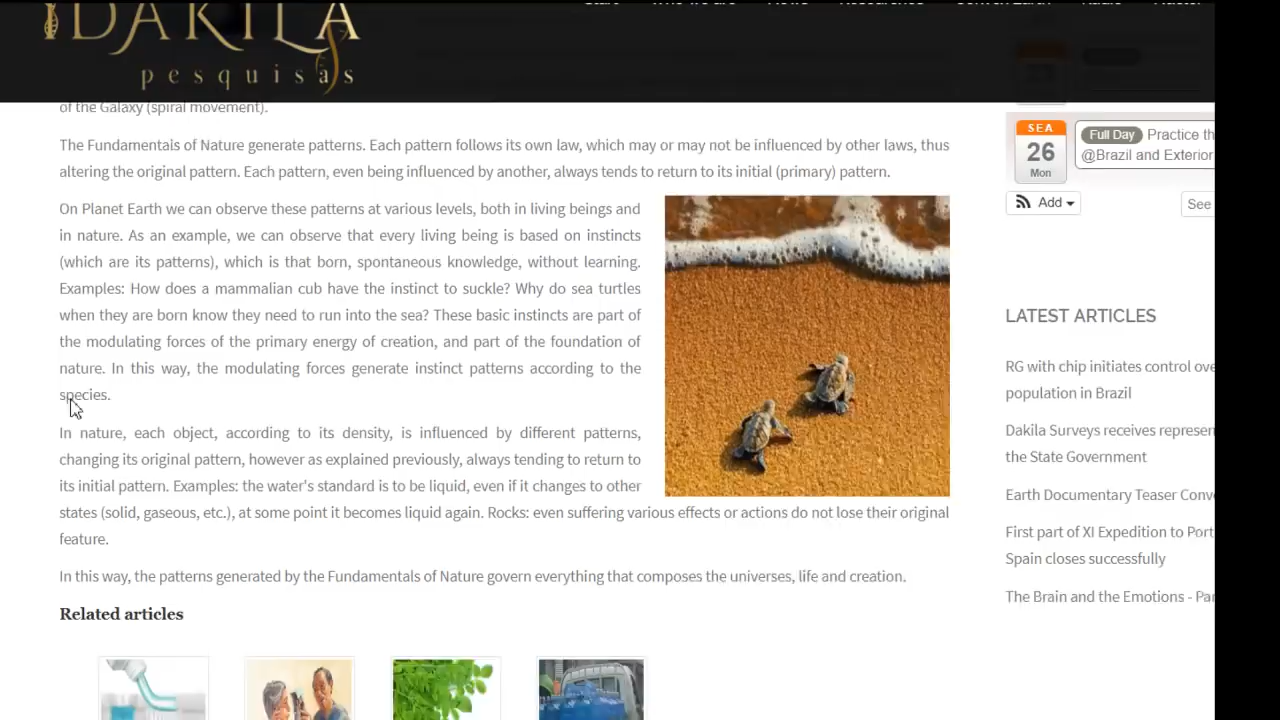 DAKILA
pesquisas
of the Galaxy (spiral movement).
The Fundamentals of Nature generate patterns. Each pattern follows its own law, which may or may not be influenced by other laws, thus
altering the original pattern. Each pattern, even being influenced by another, always tends to return to its initial (primary) pattern.
On Planet Earth we can observe these patterns at various levels, both in living beings and
in nature. As an example, we can observe that every living being is based on instincts
(which are its patterns), which is that born, spontaneous knowledge, without learning.
Examples: How does a mammalian cub have the instinct to suckle? Why do sea turtles
when they are born know they need to run into the sea? These basic instincts are part of
the modulating forces of the primary energy of creation, and part of the foundation of
nature. In this way, the modulating forces generate instinct patterns according to the
species.
In nature, each object, according to its density, is influenced by different patterns,
changing its original pattern, however as explained previously, always tending to return to
its initial pattern. Examples: the water's standard is to be liquid, even if it changes to other
states (solid, gaseous, etc.), at some point it becomes liquid again. Rocks: even suffering various effects or actions do not lose their original
feature.
In this way, the patterns generated by the Fundamentals of Nature govern everything that composes the universes, life and creation.
Related articles
SEA
26
Mon
Full Day Practice th
@Brazil and Exterior
Add
See
LATEST ARTICLES
RG with chip initiates control ove
population in Brazil
Dakila Surveys receives represen
the State Government
Earth Documentary Teaser Conv
First part of XI Expedition to Port
Spain closes successfully
The Brain and the Emotions - Par